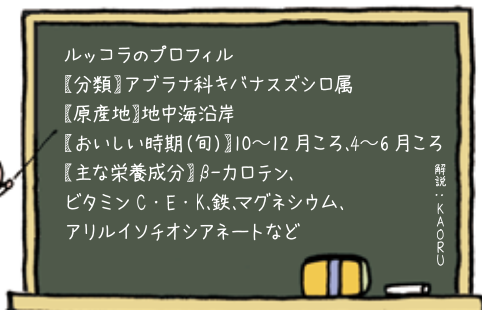 ルッコラのプロフィル
〖分類〗アブラナ科キバナスズシロ属
〖原産地〗地中海沿岸
〖おいしい時期(旬)〗10〜12月ころ､4〜6月ころ
〖主な栄養成分〗β-カロテン､
ビタミンC・E・K､鉄､マグネシウム､
アリルイソチオシアネートなど
解説：KAORU